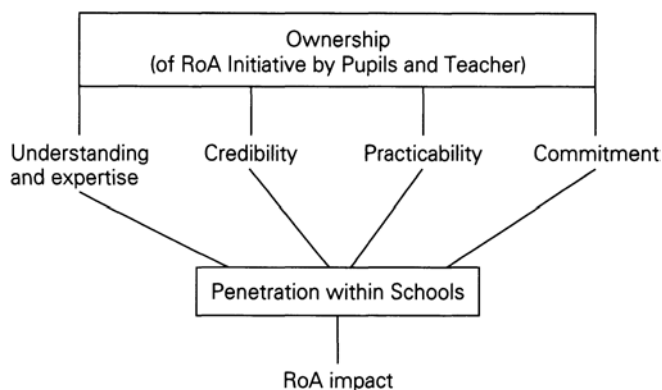 Ownership
(of RoA Initiative by Pupils and Teacher)
Understanding
and expertise
Credibility
Practicability
Commitment
Penetration within Schools
RoA impact